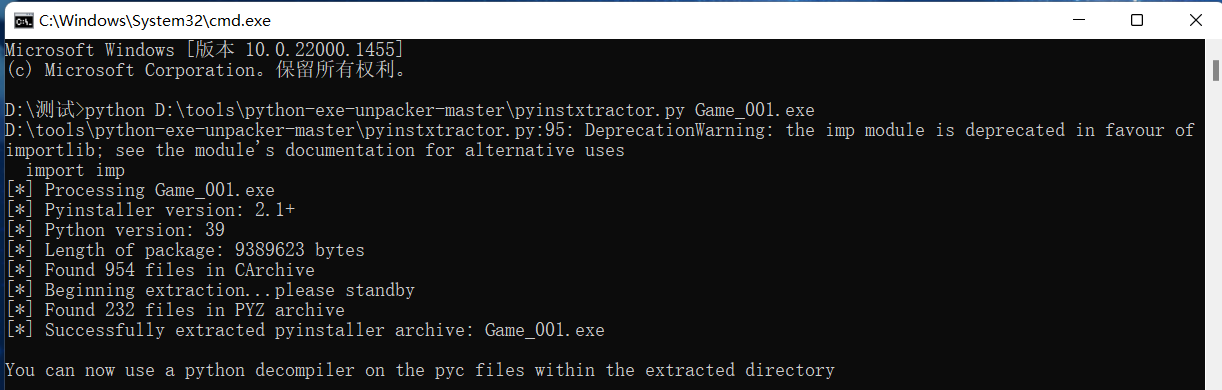 C:\Windows\System32\cmd.exe
Microsoft Windows [版本 10.0.22000.1455]
(c) Microsoft Corporation。保留所有权利。
D:\测试>python D:\tools\python-exe-unpacker-master\pyinstxtractor.py Game_001.exe
D:\tools\python-exe-unpacker-master\pyinstxtractor.py:95: DeprecationWarning: the imp module is deprecated in favour of
importlib; see the module's documentation for alternative uses
  import imp
[*] Processing Game_001.exe
[*] Pyinstaller version: 2.1+
[*] Python version: 39
[*] Length of package: 9389623 bytes
[*] Found 954 files in CArchive
[*] Beginning extraction...please standby
[*] Found 232 files in PYZ archive
[*] Successfully extracted pyinstaller archive: Game_001.exe
You can now use a python decompiler on the pyc files within the extracted directory